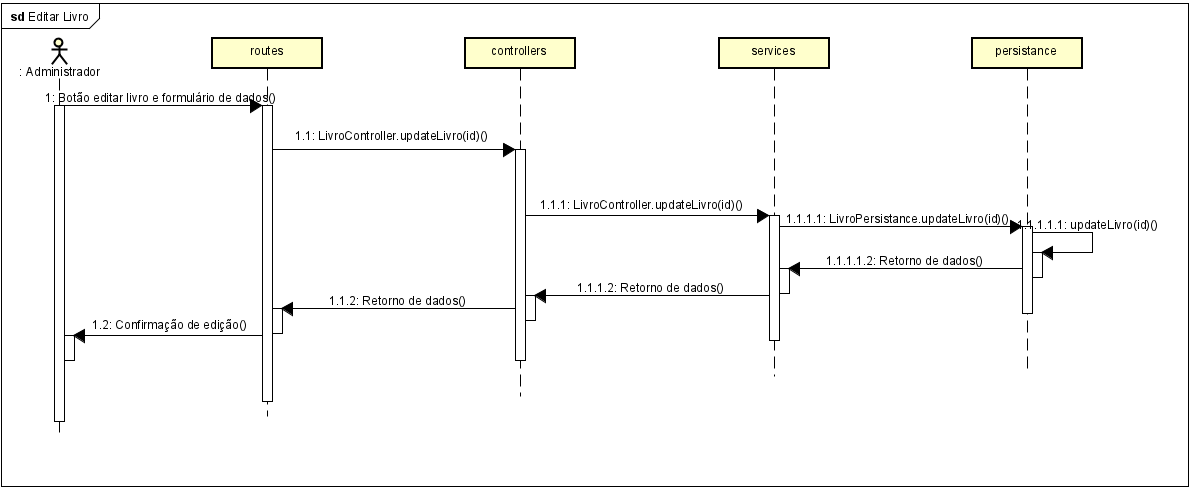 sd Editar Livro
: Administrador
routes
controllers
services
persistance
1: Botão editar livro e formulário de dados()
1.1: LivroController.updateLivro(id)()
1.1.1: LivroController.updateLivro(id)()
1.1.1.1: LivroPersistance.updateLivro(id)()
1.1.1.1.1: updateLivro(id)()
1.1.1.1.2: Retorno de dados()
1.1.1.2: Retorno de dados()
1.1.2: Retorno de dados()
1.2: Confirmação de edição()